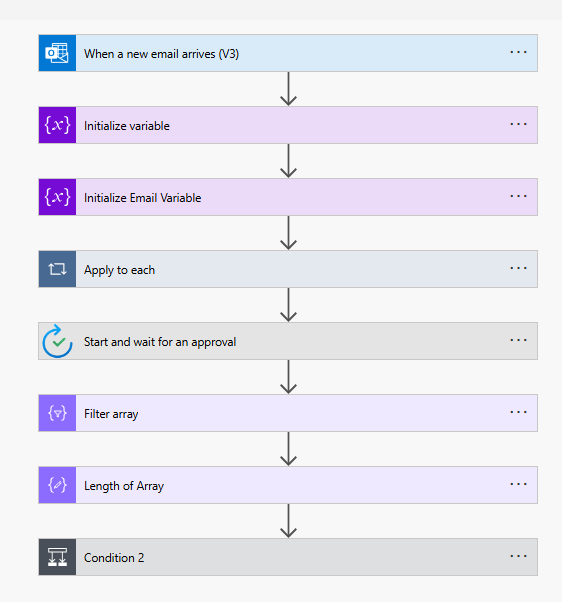 When a new email arrives (V3)
{x} Initialize variable
{x} Initialize Email Variable
Apply to each
Start and wait for an approval
Filter array
Length of Array
Condition 2